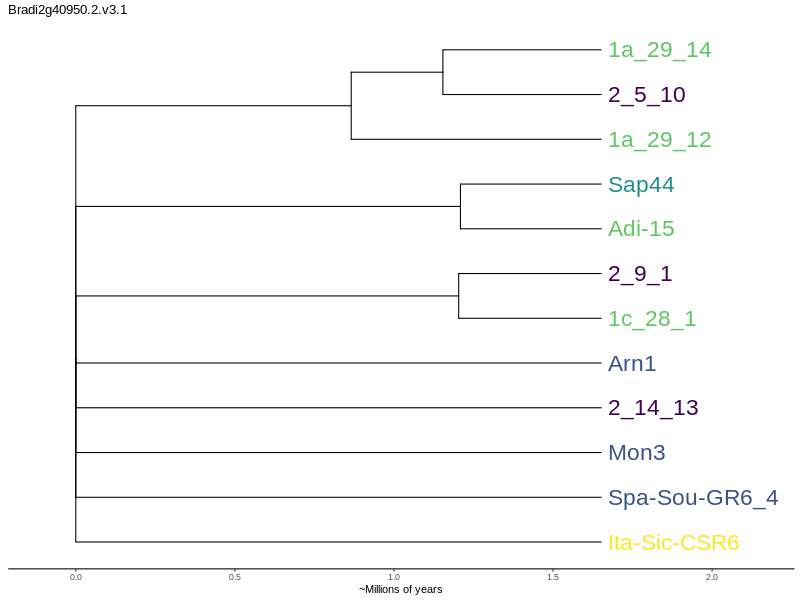 Bradi2g40950.2.v3.1
1a_29_14
2_5_10
1a_29_12
Sap44
Adi-15
2_9_1
1c_28_1
Arn1
2_14_13
Mon3
Spa-Sou-GR6_4
Ita-Sic-CSR6
0.0 0.5 1.0 1.5 2.0
~Millions of years